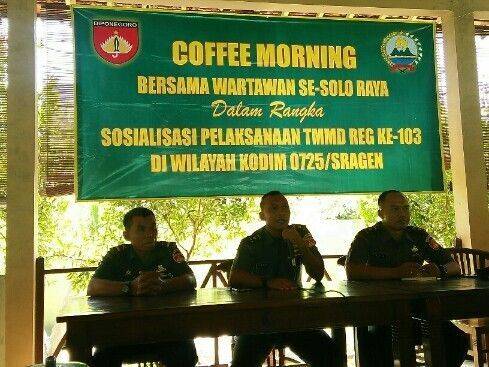 DIPONEGORO
COFFEE MORNING
BERSAMA WARTAWAN SE-SOLO RAYA
Dalam Rangka
SOSIALISASI PELAKSANAAN TMMD REG KE-103
DI WILAYAH KODIM 0725/SRAGEN